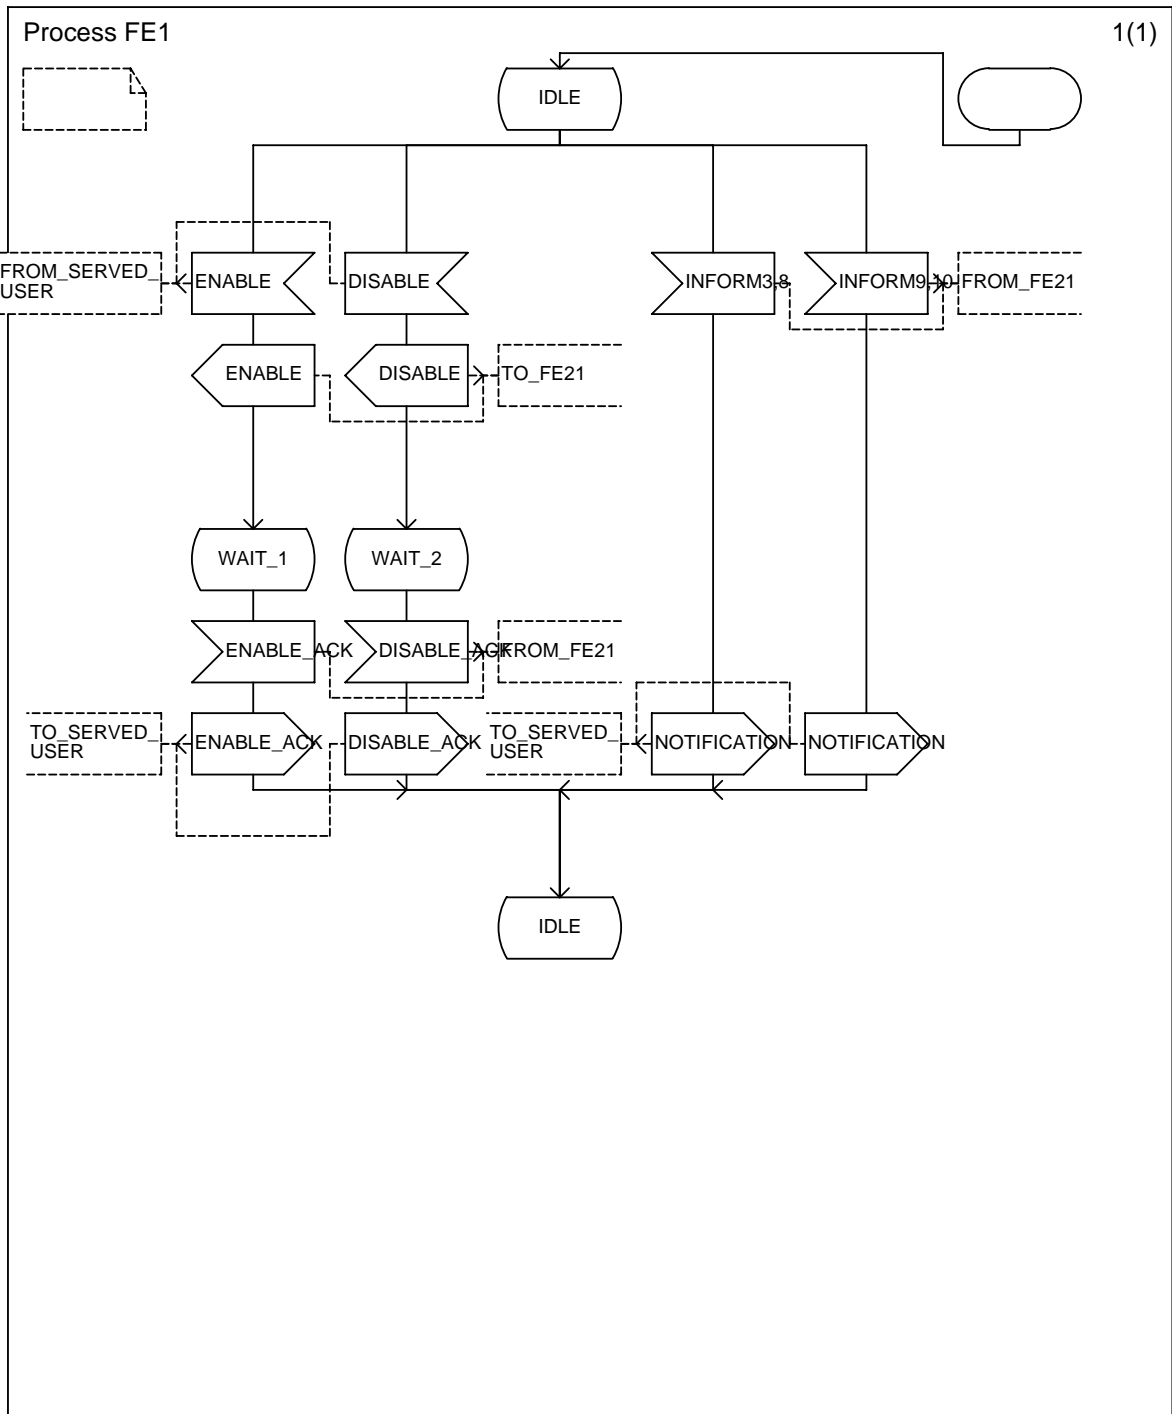 Process FE1
1(1)
IDLE
FROM_SERVED_
USER
ENABLE
DISABLE
INFORM3,8
INFORM9,10
FROM_FE21
ENABLE
DISABLE
TO_FE21
WAIT_1
WAIT_2
ENABLE_ACK
DISABLE_ACK
FROM_FE21
TO_SERVED_
USER
ENABLE_ACK
DISABLE_ACK
TO_SERVED_
USER
NOTIFICATION
NOTIFICATION
IDLE